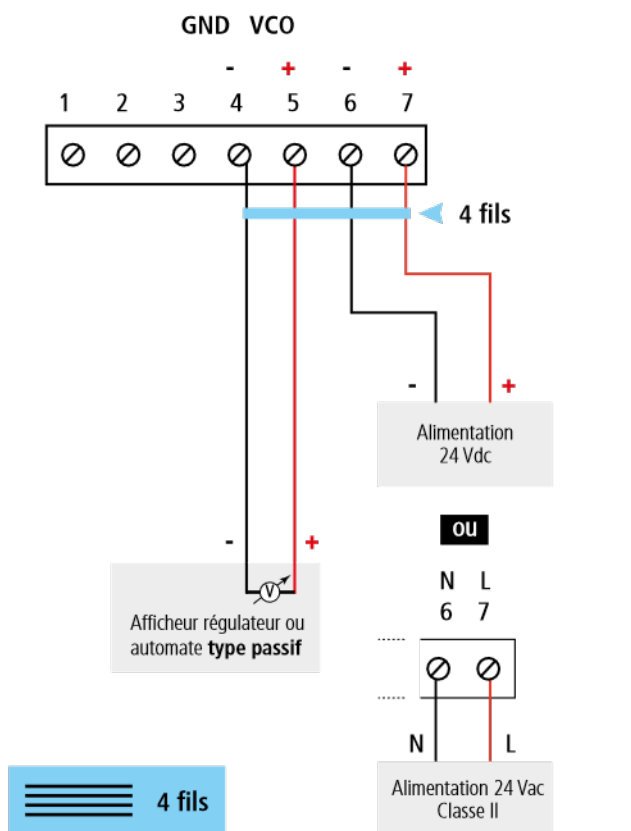 GND VCO
- + - +
1 2 3 4 5 6 7
4 fils
- +
Alimentation
24 Vdc
ou
- +
V
Afficheur régulateur ou
automate type passif
N L
6 7
N L
Alimentation 24 Vac
Classe II
4 fils